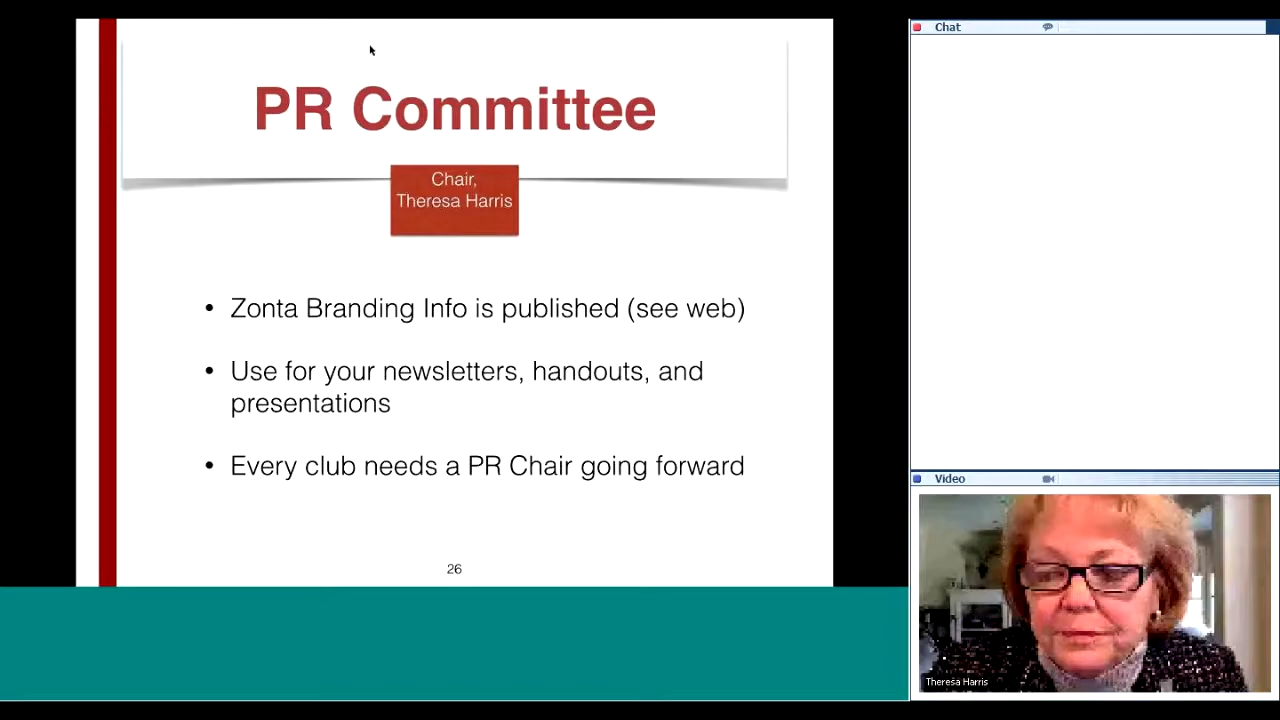 PR Committee
Chair,
Theresa Harris
• Zonta Branding Info is published (see web)
• Use for your newsletters, handouts, and
presentations
• Every club needs a PR Chair going forward
26
Chat
Video
Theresa Harris